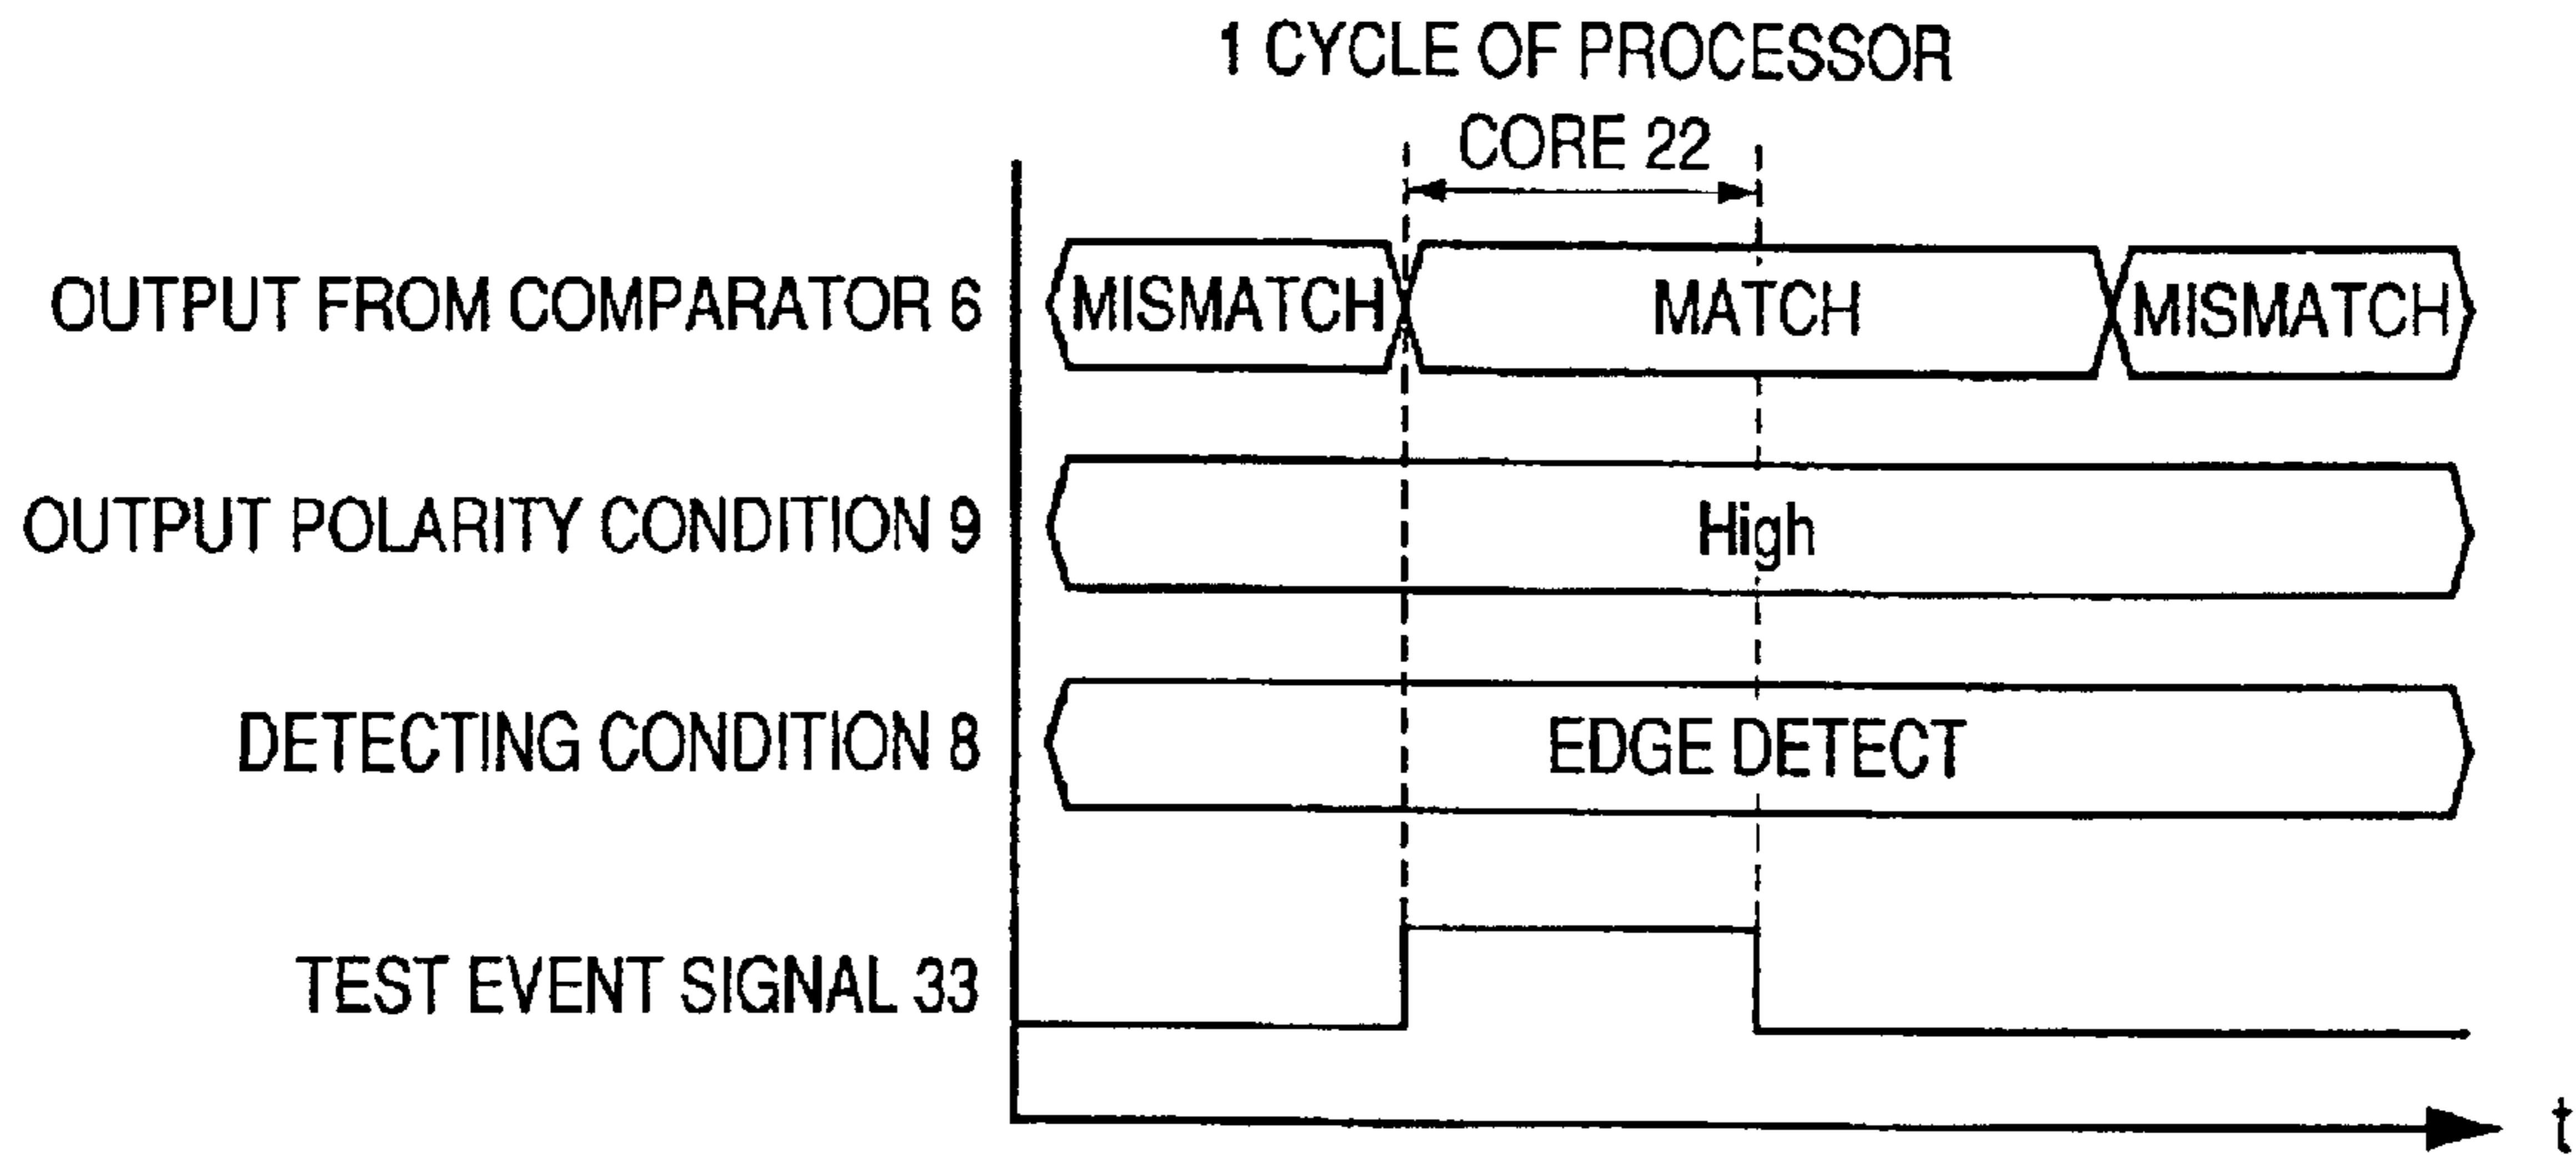 1 CYCLE OF PROCESSOR
CORE 22
OUTPUT FROM COMPARATOR 6
MISMATCH
MATCH
MISMATCH
OUTPUT POLARITY CONDITION 9
High
DETECTING CONDITION 8
EDGE DETECT
TEST EVENT SIGNAL 33
t